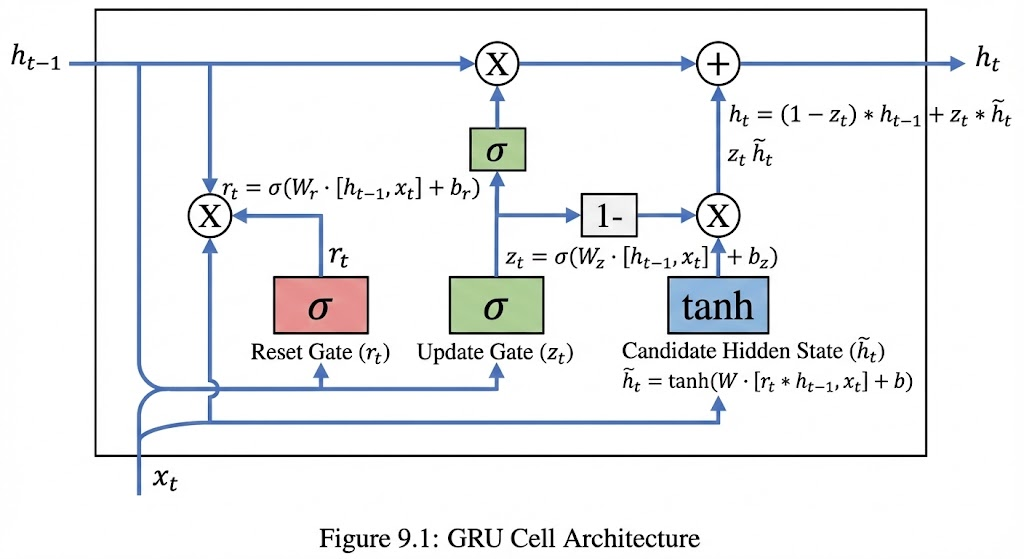 h_{t−1}
X
+
h_t
h_t = (1 − z_t) ∗ h_{t−1} + z_t ∗ h̃_t
σ
z_t h̃_t
r_t = σ(W_r · [h_{t−1}, x_t] + b_r)
X
1-
X
r_t
z_t = σ(W_z · [h_{t−1}, x_t] + b_z)
σ
σ
tanh
Reset Gate (r_t)
Update Gate (z_t)
Candidate Hidden State (h̃_t)
h̃_t = tanh(W · [r_t ∗ h_{t−1}, x_t] + b)
x_t
Figure 9.1: GRU Cell Architecture